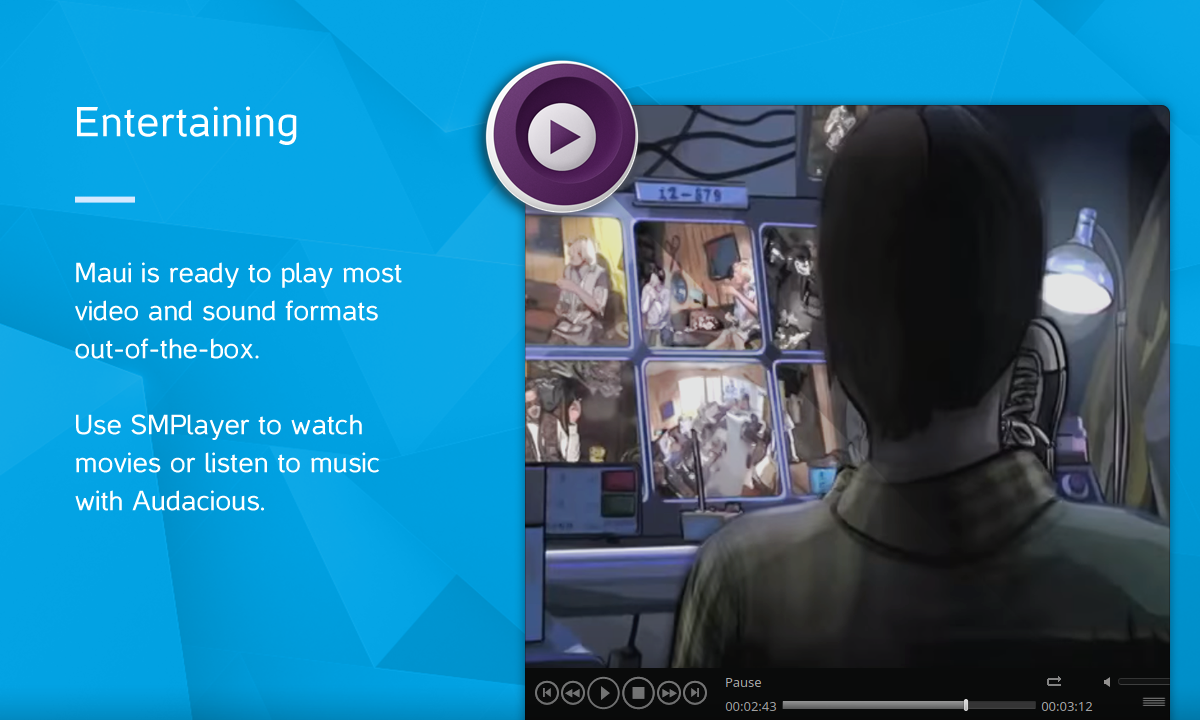 Entertaining
Maui is ready to play most
video and sound formats
out-of-the-box.
Use SMPlayer to watch
movies or listen to music
with Audacious.
12-579
Pause
00:02:43
00:03:12